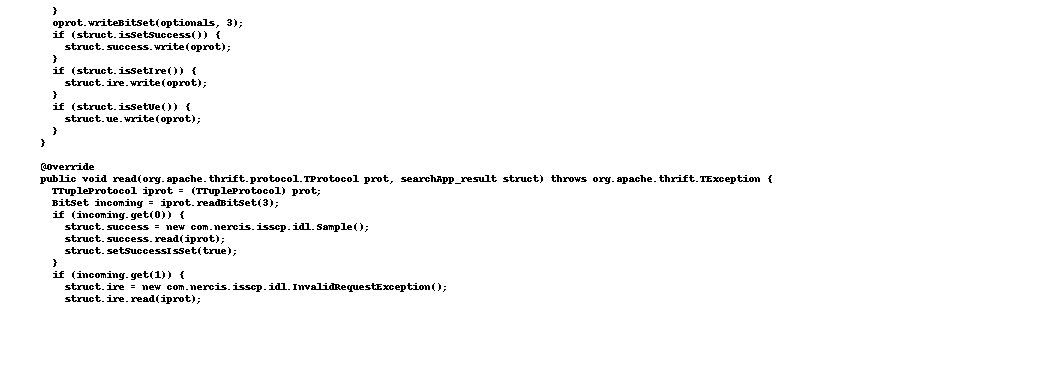 }
oprot.writeBitSet(optionals, 3);
if (struct.isSetSuccess()) {
struct.success.write(oprot);
}
if (struct.isSetIre()) {
struct.ire.write(oprot);
}
if (struct.isSetUe()) {
struct.ue.write(oprot);
}
}
@Override
public void read(org.apache.thrift.protocol.TProtocol prot, searchApp_result struct) throws org.apache.thrift.TException {
TTupleProtocol iprot = (TTupleProtocol) prot;
BitSet incoming = iprot.readBitSet(3);
if (incoming.get(0)) {
struct.success = new com.nercis.isscp.idl.Sample();
struct.success.read(iprot);
struct.setSuccessIsSet(true);
}
if (incoming.get(1)) {
struct.ire = new com.nercis.isscp.idl.InvalidRequestException();
struct.ire.read(iprot);